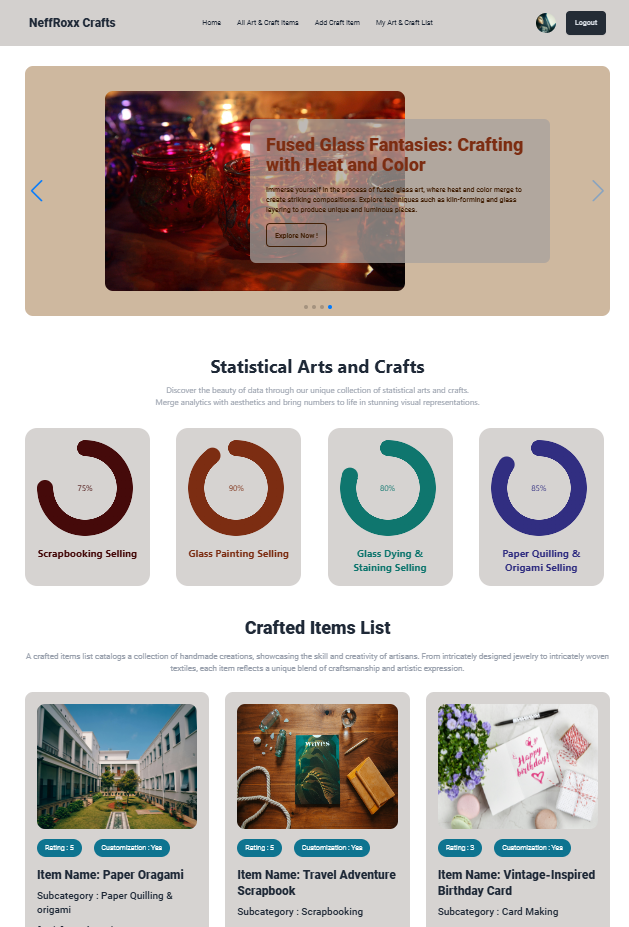 NeffRoxx Crafts
Home
All Art & Craft Items
Add Craft Item
My Art & Craft List
Logout
Fused Glass Fantasies: Crafting
with Heat and Color
Immerse yourself in the process of fused glass art, where heat and color merge to
create striking compositions. Explore techniques such as kiln-forming and glass
layering to produce unique and luminous pieces.
Explore Now !
Statistical Arts and Crafts
Discover the beauty of data through our unique collection of statistical arts and crafts.
Merge analytics with aesthetics and bring numbers to life in stunning visual representations.
75%
90%
80%
85%
Scrapbooking Selling
Glass Painting Selling
Glass Dying &
Staining Selling
Paper Quilling &
Origami Selling
Crafted Items List
A crafted items list catalogs a collection of handmade creations, showcasing the skill and creativity of artisans. From intricately designed jewelry to intricately woven
textiles, each item reflects a unique blend of craftsmanship and artistic expression.
waves
Happy
birthday!
Rating : 5
Customization : Yes
Rating : 5
Customization : Yes
Rating : 3
Customization : Yes
Item Name: Paper Oragami
Subcategory : Paper Quilling &
origami
Item Name: Travel Adventure
Scrapbook
Subcategory : Scrapbooking
Item Name: Vintage-Inspired
Birthday Card
Subcategory : Card Making